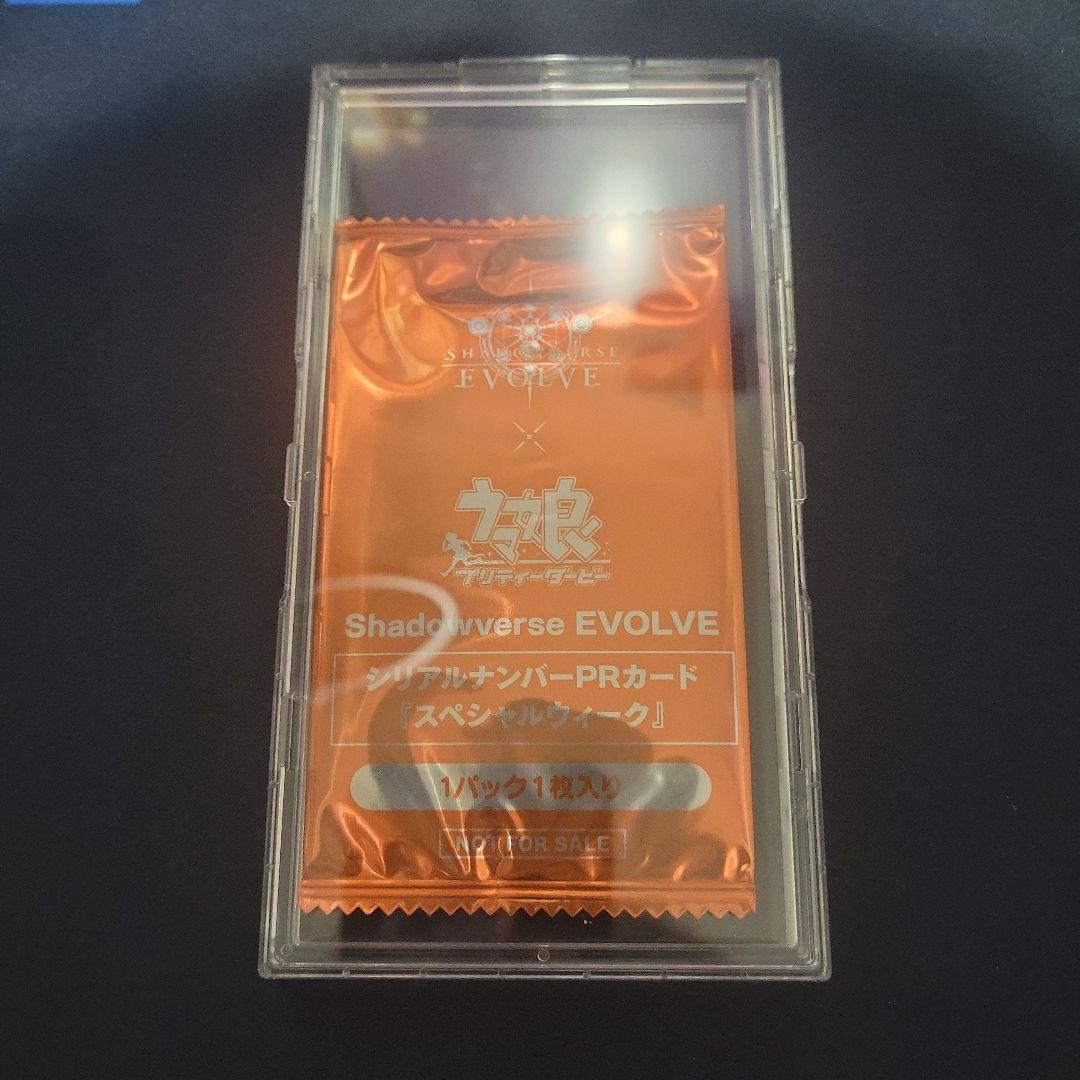 SHADOWVERSE
EVOLVE
×
ウマ娘
プリティーダービー
Shadowverse EVOLVE
シリアルナンバーPRカード
『スペシャルウィーク』
1パック1枚入り
NOT FOR SALE